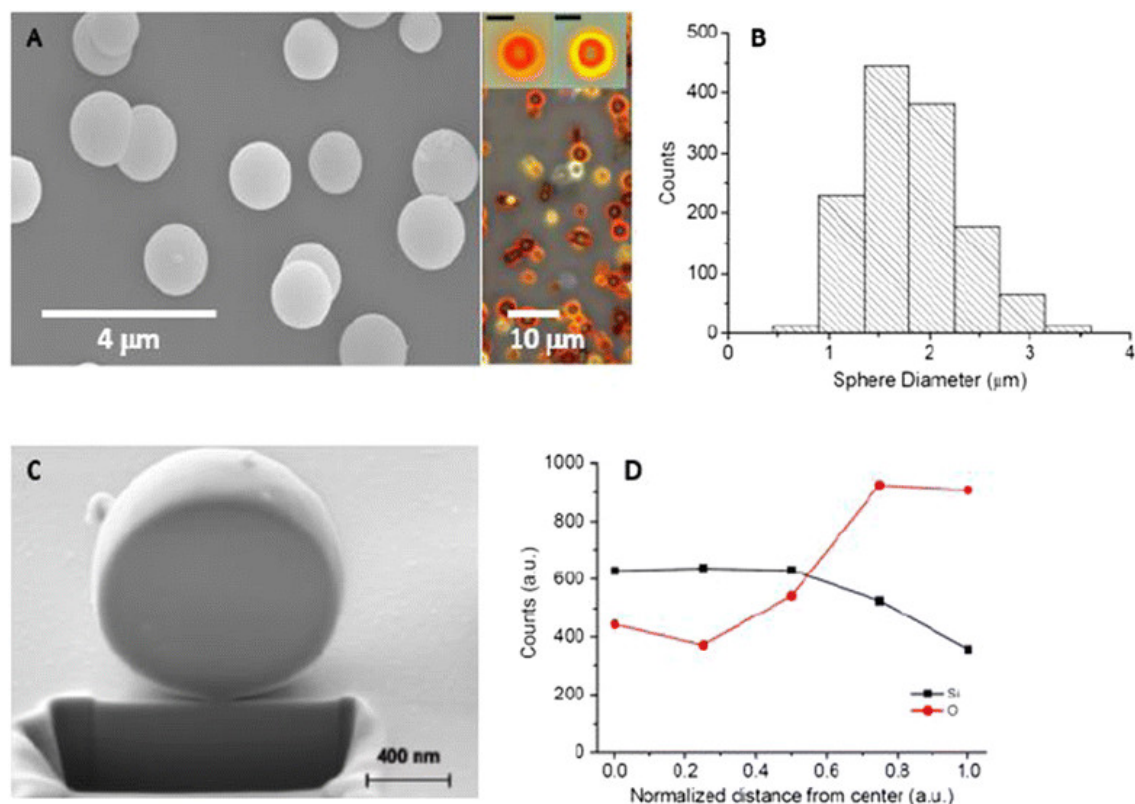 A
4 μm
10 μm
B
500
400
300
200
100
0
Counts
0 1 2 3 4
Sphere Diameter (μm)
C
400 nm
D
1000
800
600
400
200
0
Counts (a.u.)
Si
O
0.0 0.2 0.4 0.6 0.8 1.0
Normalized distance from center (a.u.)